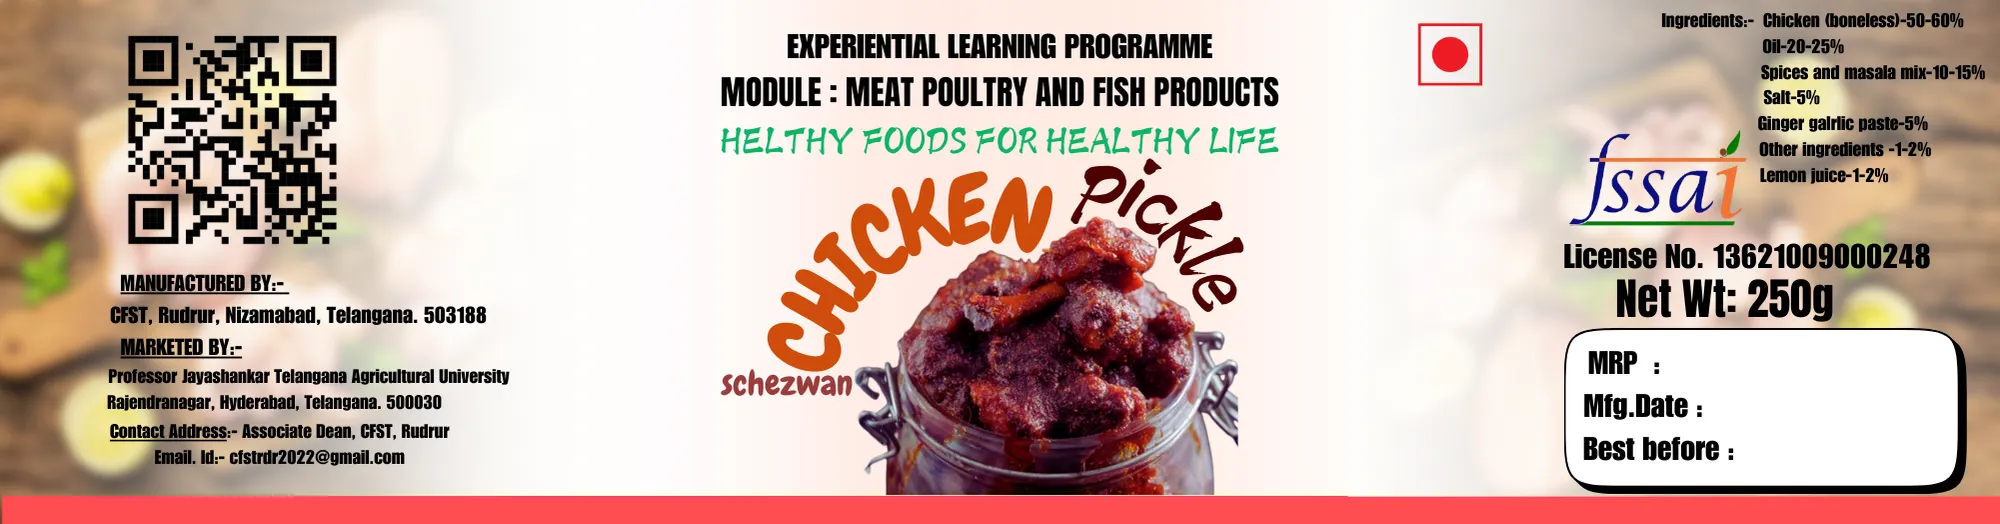 MANUFACTURED BY:-
CFST, Rudrur, Nizamabad, Telangana. 503188
MARKETED BY:-
Professor Jayashankar Telangana Agricultural University
Rajendranagar, Hyderabad, Telangana. 500030
Contact Address:- Associate Dean, CFST, Rudrur
Email. Id:- cfstrdr2022@gmail.com
EXPERIENTIAL LEARNING PROGRAMME
MODULE : MEAT POULTRY AND FISH PRODUCTS
HELTHY FOODS FOR HEALTHY LIFE
CHICKEN pickle
schezwan
Ingredients:- Chicken (boneless)-50-60%
Oil-20-25%
Spices and masala mix-10-15%
Salt-5%
Ginger galrlic paste-5%
Other ingredients -1-2%
Lemon juice-1-2%
fssai
License No. 13621009000248
Net Wt: 250g
MRP :
Mfg.Date :
Best before :